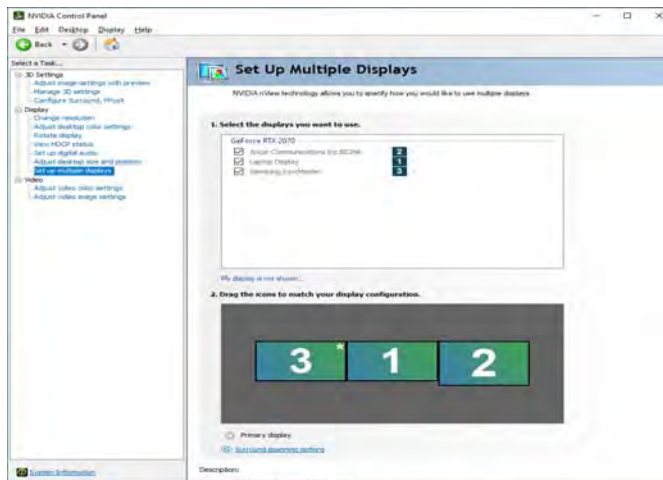 NVIDIA Control Panel
File Edit Desktop Display Help
Back
Select a Task...
3D Settings
Adjust image settings with preview
Manage 3D settings
Configure Surround, PhysX
Display
Change resolution
Adjust desktop color settings
Rotate display
View HDCP status
Set up digital audio
Adjust desktop size and position
Set up multiple displays
Video
Adjust video color settings
Adjust video image settings
System Information
Set Up Multiple Displays
NVIDIA nView technology allows you to specify how you would like to use multiple displays.
1. Select the displays you want to use.
GeForce RTX 2070
Communications Inc 2
Laptop Display 1
Samsung 3
My display is not shown...
2. Drag the icons to match your display configuration.
3 1 2
Primary display
Surround spanning options
Description: